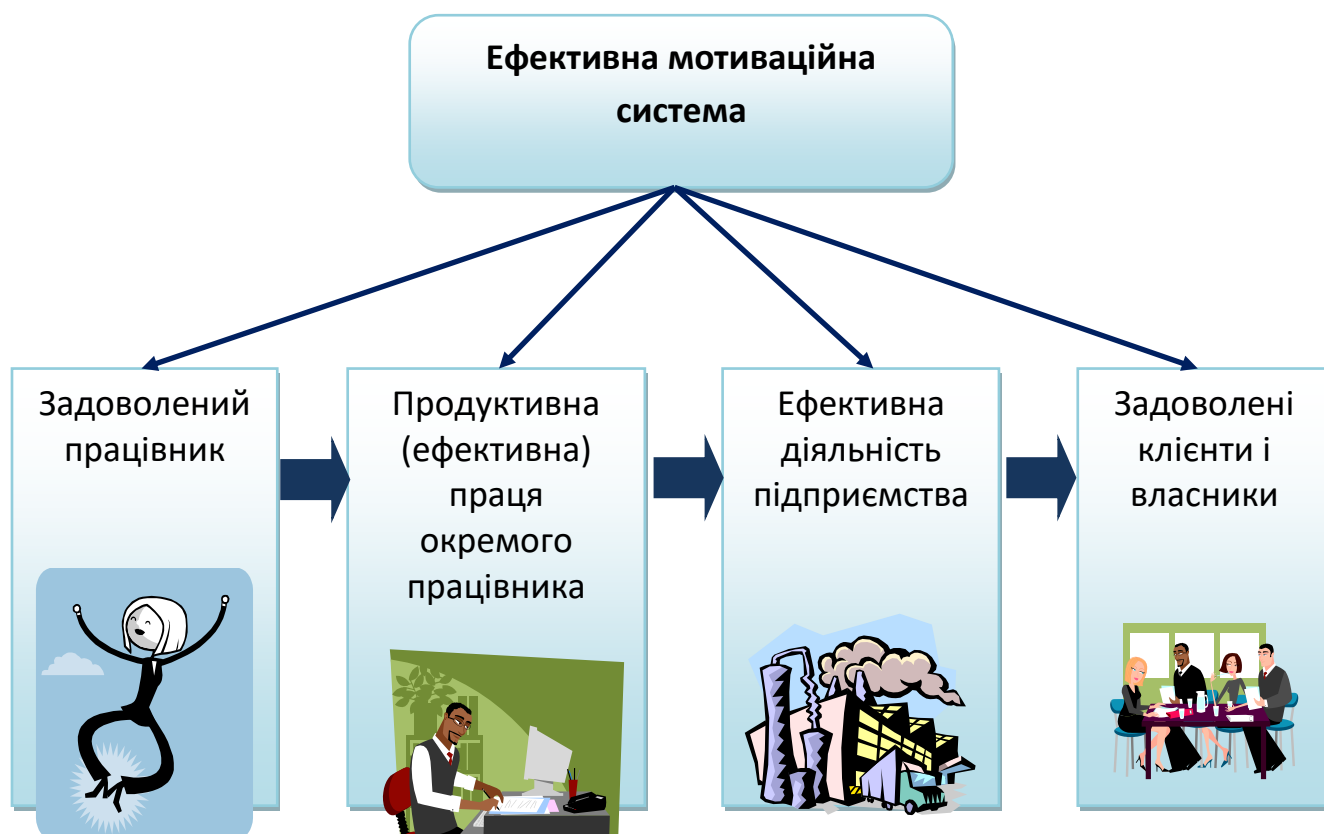 Ефективна мотиваційна
система
Задоволений
працівник
Продуктивна
(ефективна)
праця
окремого
працівника
Ефективна
діяльність
підприємства
Задоволені
клієнти і
власники